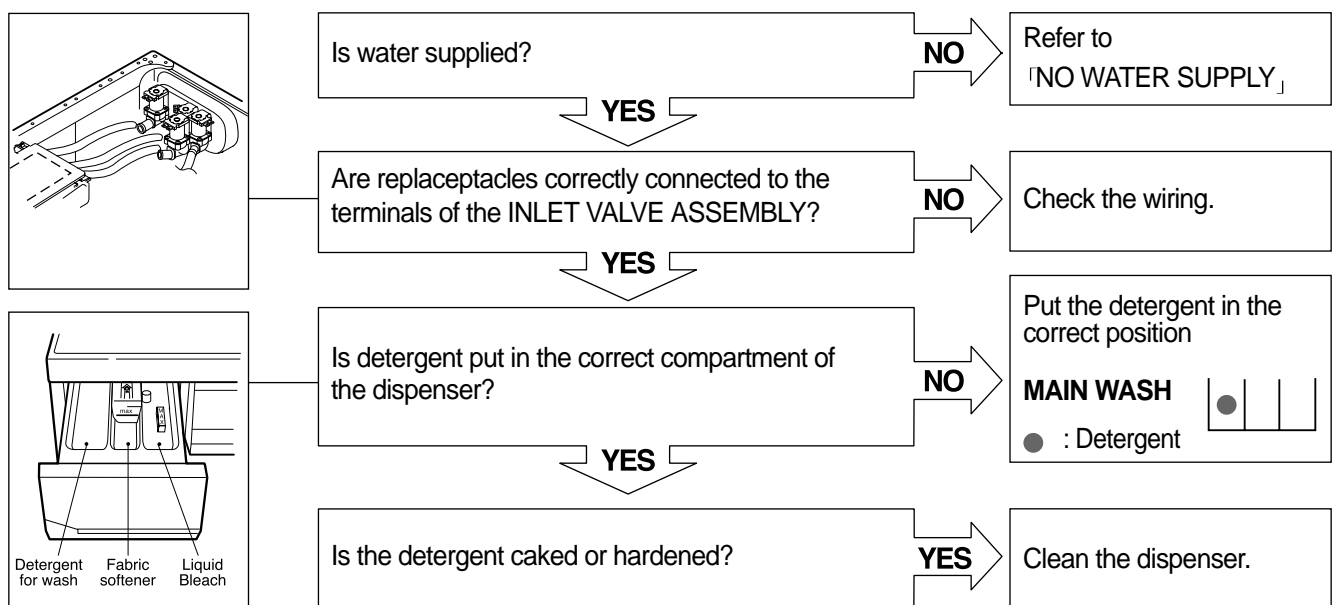 Is water supplied?
NO
Refer to
「NO WATER SUPPLY」
YES
Are replaceptacles correctly connected to the
terminals of the INLET VALVE ASSEMBLY?
NO
Check the wiring.
YES
max
MAX
Detergent
for wash
Fabric
softener
Liquid
Bleach
Is detergent put in the correct compartment of
the dispenser?
NO
Put the detergent in the
correct position
MAIN WASH
: Detergent
YES
Is the detergent caked or hardened?
YES
Clean the dispenser.